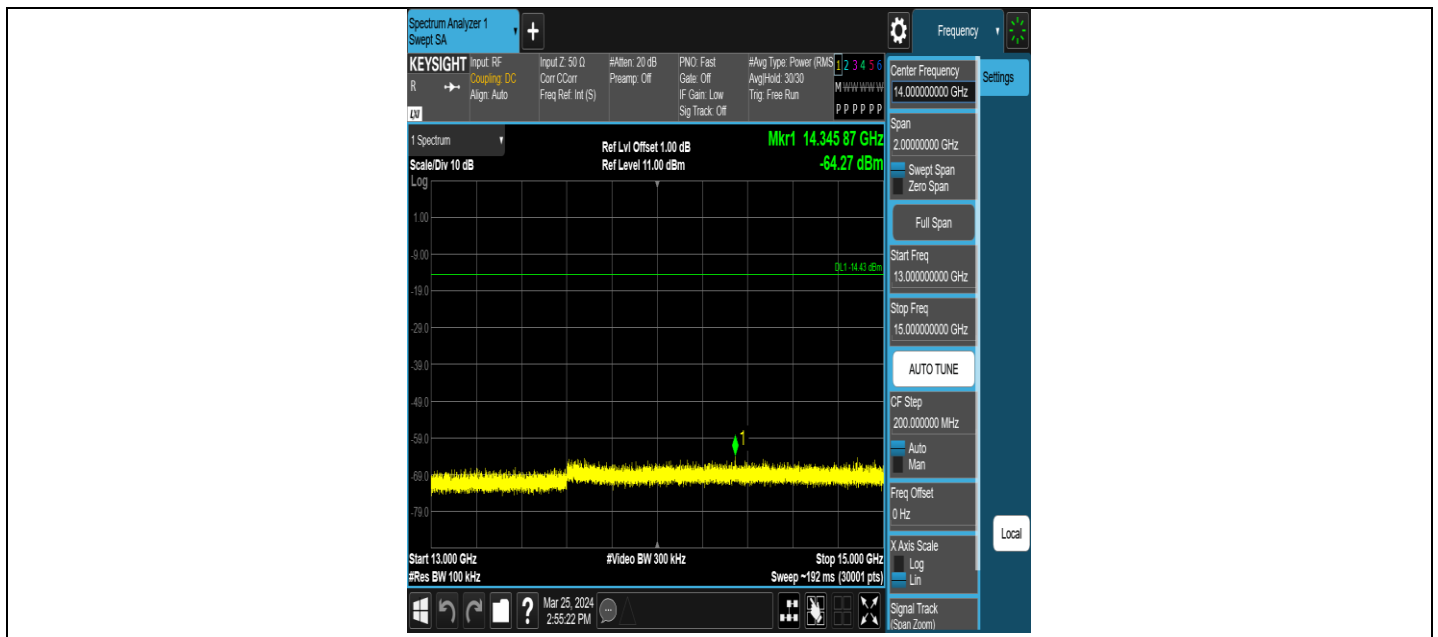 Spectrum Analyzer 1
Swept SA
+
Frequency
KEYSIGHT
R
LXI
Input: RF
Coupling: DC
Align: Auto
Input Z: 50 Ω
Corr CCorr
Freq Ref: Int (S)
#Atten: 20 dB
Preamp: Off
PNO: Fast
Gate: Off
IF Gain: Low
Sig Track: Off
#Avg Type: Power (RMS
Avg|Hold: 30/30
Trig: Free Run
1 2 3 4 5 6
M W W W W W
P P P P P P
1 Spectrum
Scale/Div 10 dB
Log
Ref Lvl Offset 1.00 dB
Ref Level 11.00 dBm
Mkr1 14.345 87 GHz
-64.27 dBm
1.00
-9.00
DL1 -14.43 dBm
-19.0
-29.0
-39.0
-49.0
-59.0
1
-69.0
-79.0
Start 13.000 GHz
#Video BW 300 kHz
Stop 15.000 GHz
#Res BW 100 kHz
Sweep ~192 ms (30001 pts)
?
Mar 25, 2024
2:55:22 PM
Center Frequency
14.00000000 GHz
Settings
Span
2.00000000 GHz
Swept Span
Zero Span
Full Span
Start Freq
13.000000000 GHz
Stop Freq
15.000000000 GHz
AUTO TUNE
CF Step
200.000000 MHz
Auto
Man
Freq Offset
0 Hz
Local
X Axis Scale
Log
Lin
Signal Track
(Span Zoom)